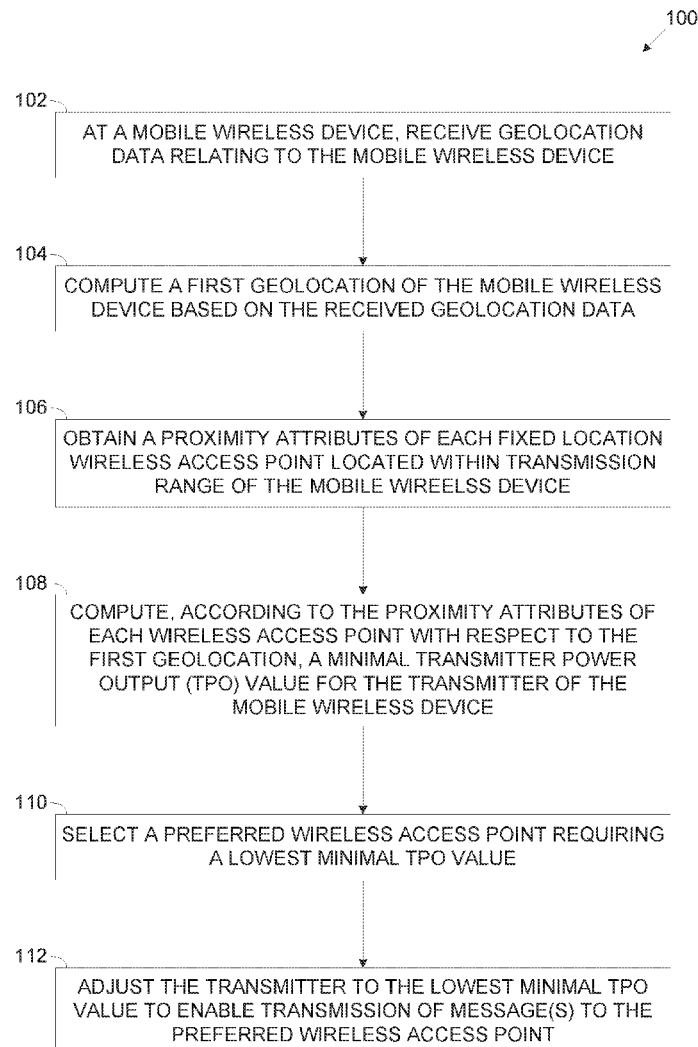 100
102
AT A MOBILE WIRELESS DEVICE, RECEIVE GEOLOCATION
DATA RELATING TO THE MOBILE WIRELESS DEVICE
104
COMPUTE A FIRST GEOLOCATION OF THE MOBILE WIRELESS
DEVICE BASED ON THE RECEIVED GEOLOCATION DATA
106
OBTAIN A PROXIMITY ATTRIBUTES OF EACH FIXED LOCATION
WIRELESS ACCESS POINT LOCATED WITHIN TRANSMISSION
RANGE OF THE MOBILE WIREELSS DEVICE
108
COMPUTE, ACCORDING TO THE PROXIMITY ATTRIBUTES OF
EACH WIRELESS ACCESS POINT WITH RESPECT TO THE
FIRST GEOLOCATION, A MINIMAL TRANSMITTER POWER
OUTPUT (TPO) VALUE FOR THE TRANSMITTER OF THE
MOBILE WIRELESS DEVICE
110
SELECT A PREFERRED WIRELESS ACCESS POINT REQUIRING
A LOWEST MINIMAL TPO VALUE
112
ADJUST THE TRANSMITTER TO THE LOWEST MINIMAL TPO
VALUE TO ENABLE TRANSMISSION OF MESSAGE(S) TO THE
PREFERRED WIRELESS ACCESS POINT